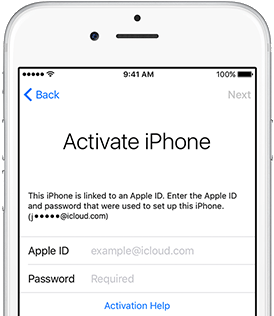 9:41 AM 100%
Back Next
Activate iPhone
This iPhone is linked to an Apple ID. Enter the Apple ID
and password that were used to set up this iPhone.
(j●●●●●@icloud.com)
Apple ID example@icloud.com
Password Required
Activation Help